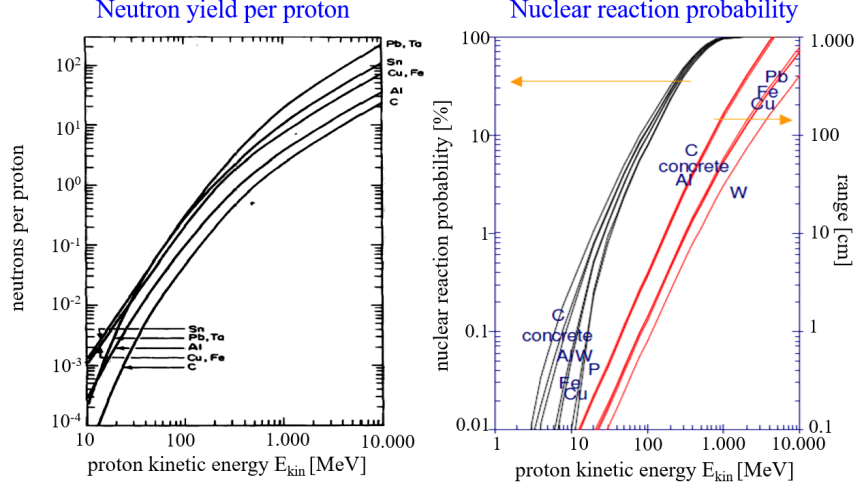 Neutron yield per proton
neutrons per proton
10²
10¹
10⁰
10⁻¹
10⁻²
10⁻³
10⁻⁴
Pb, Ta
Sn
Cu, Fe
Al
C
Sn
Pb, Ta
Al
Cu, Fe
C
10
100
1.000
10.000
proton kinetic energy Ekin [MeV]
Nuclear reaction probability
nuclear reaction probability [%]
100
10
1
0.1
0.01
C
concrete
Al W
P
Fe
Cu
C
concrete
Al
Pb
Fe
Cu
W
1.000
100
10
1
0.1
range [cm]
1
10
100
1.000
10.000
proton kinetic energy Ekin [MeV]